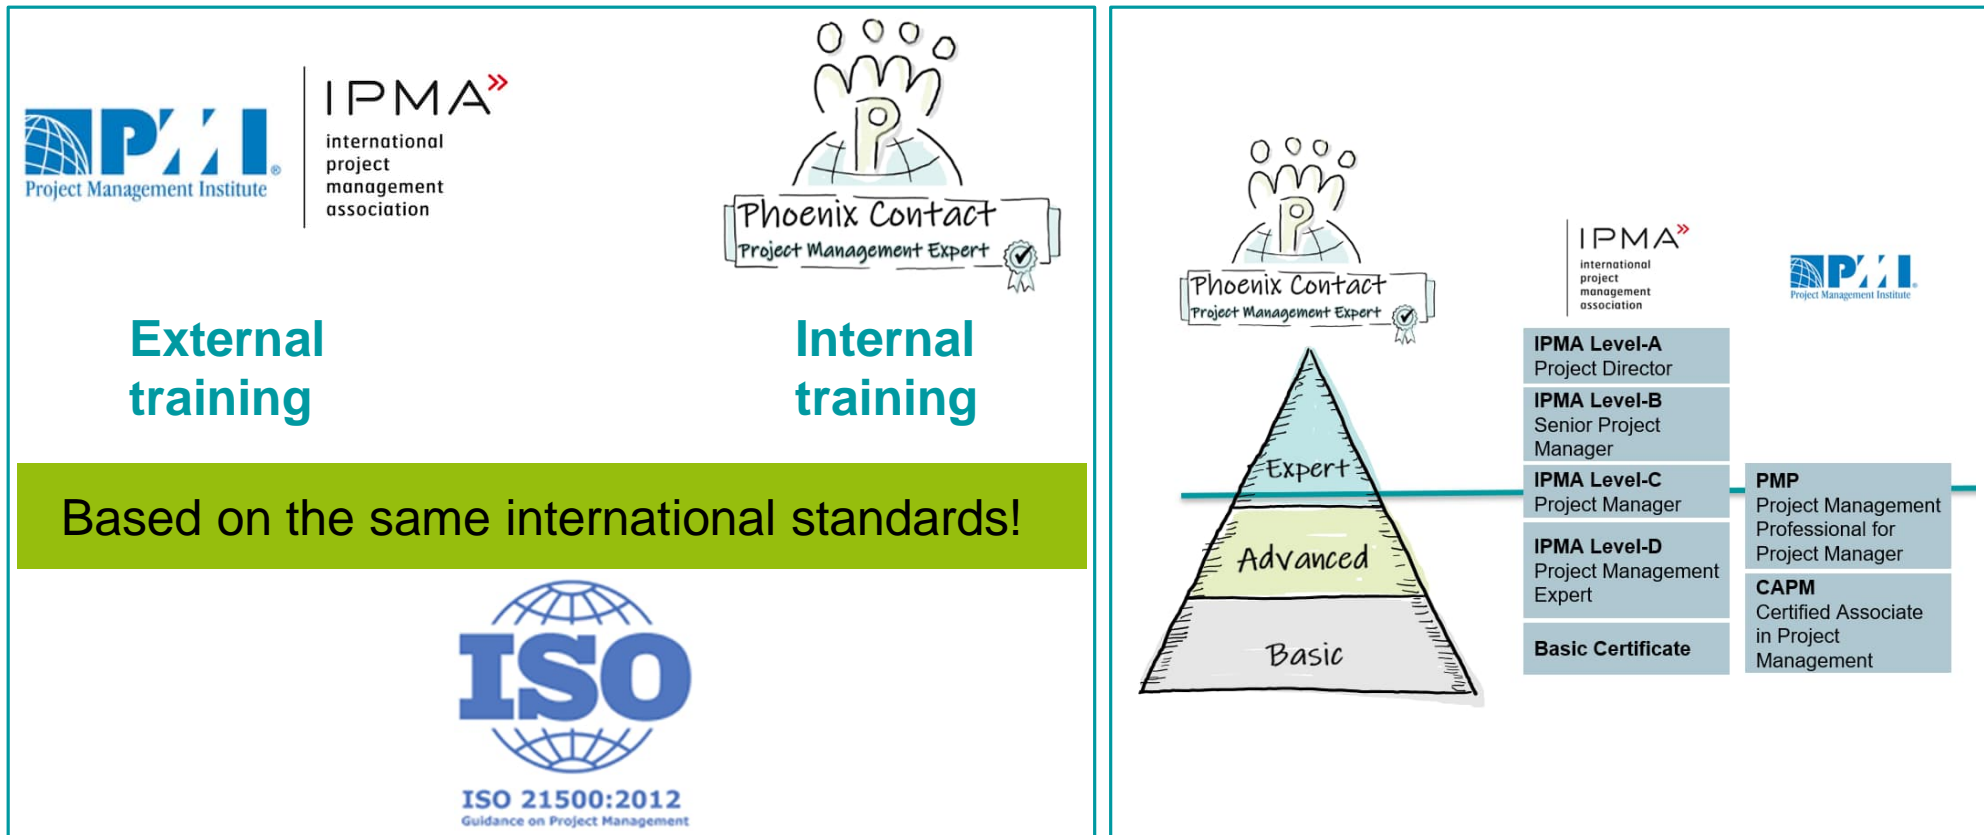 PMI
Project Management Institute
IPMA
international
project
management
association
Phoenix Contact
Project Management Expert
External
training
Internal
training
Based on the same international standards!
ISO
ISO 21500:2012
Guidance on Project Management
Phoenix Contact
Project Management Expert
IPMA
international
project
management
association
PMI
Project Management Institute
Expert
Advanced
Basic
IPMA Level-A
Project Director
IPMA Level-B
Senior Project
Manager
IPMA Level-C
Project Manager
IPMA Level-D
Project Management
Expert
Basic Certificate
PMP
Project Management
Professional for
Project Manager
CAPM
Certified Associate
in Project
Management